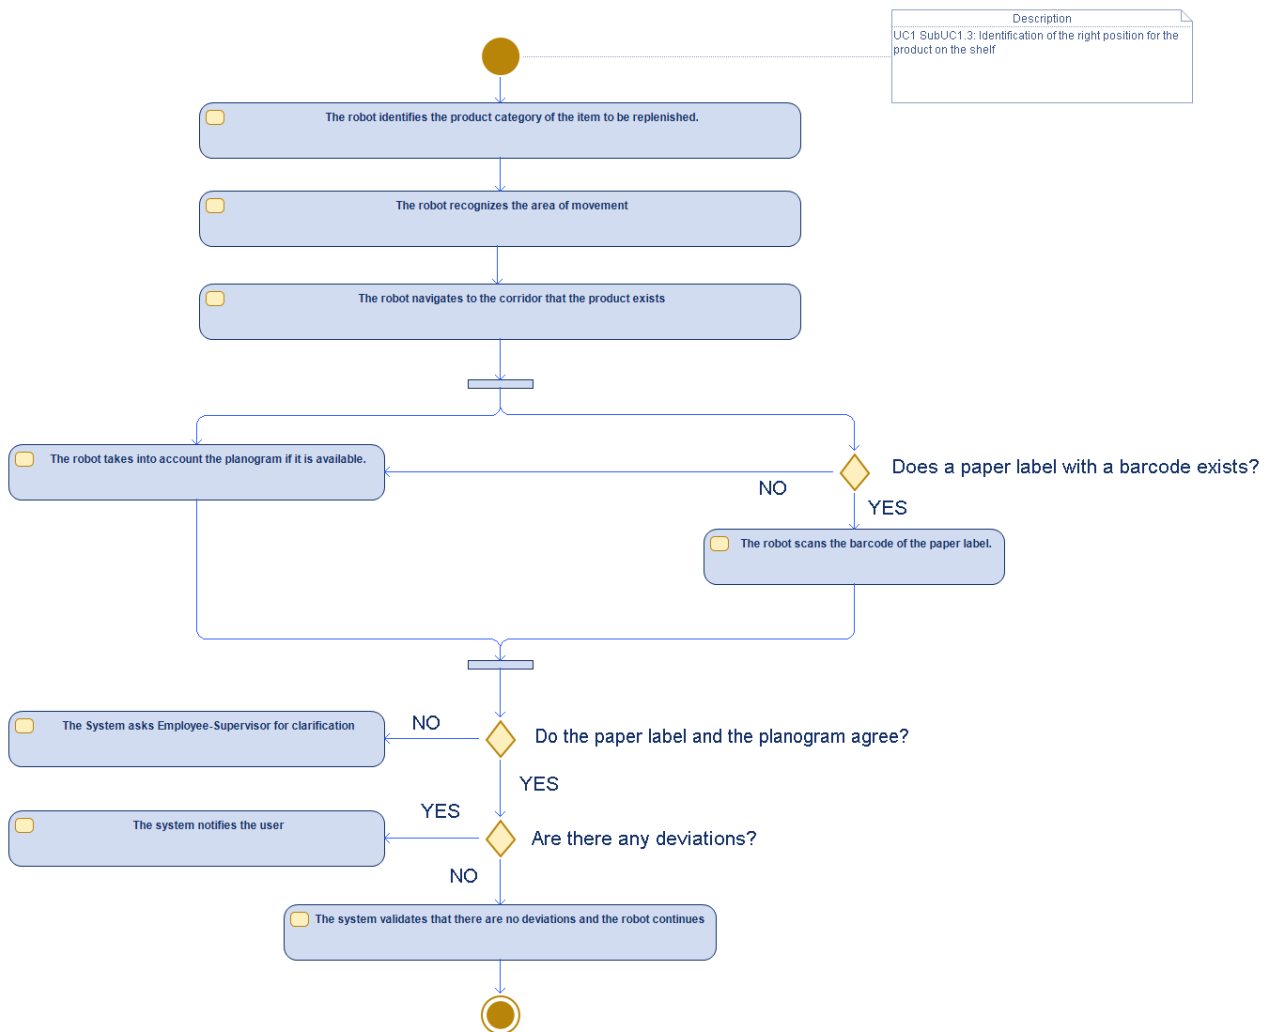 Description
UC1 SubUC1.3: Identification of the right position for the
product on the shelf
The robot identifies the product category of the item to be replenished.
The robot recognizes the area of movement
The robot navigates to the corridor that the product exists
The robot takes into account the planogram if it is available.
Does a paper label with a barcode exists?
NO
YES
The robot scans the barcode of the paper label.
The System asks Employee-Supervisor for clarification
NO
Do the paper label and the planogram agree?
YES
The system notifies the user
YES
Are there any deviations?
NO
The system validates that there are no deviations and the robot continues